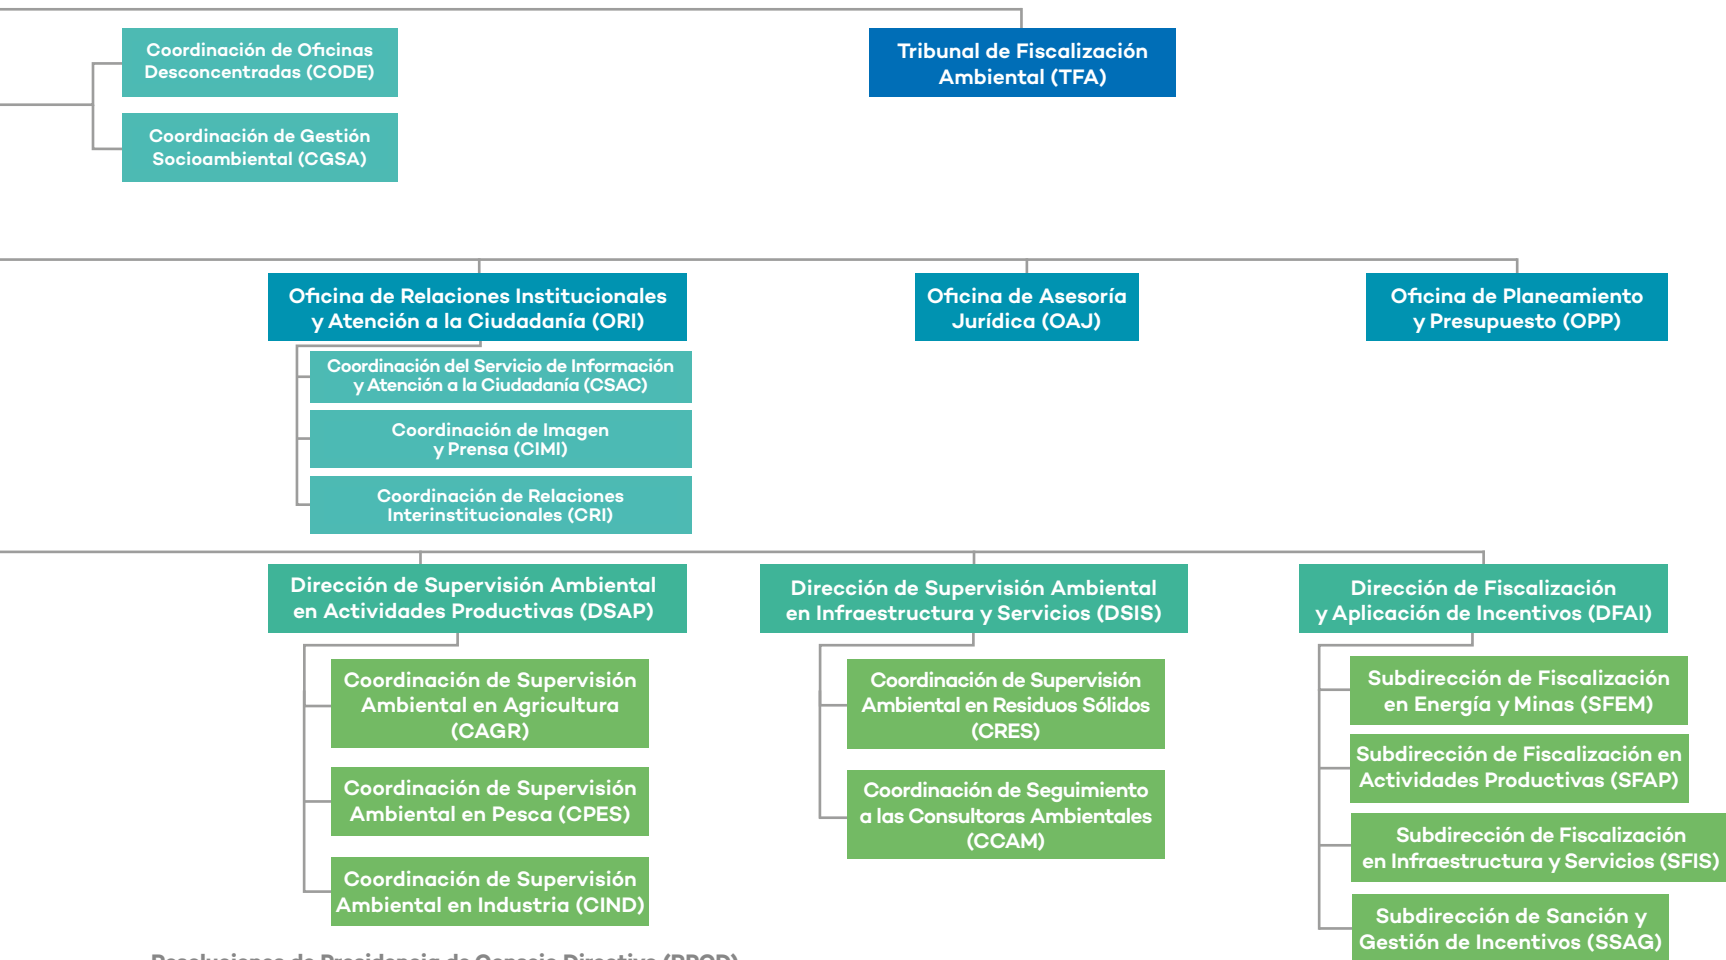 Coordinación de Oficinas
Desconcentradas (CODE)
Tribunal de Fiscalización
Ambiental (TFA)
Coordinación de Gestión
Socioambiental (CGSA)
Oficina de Relaciones Institucionales
y Atención a la Ciudadanía (ORI)
Oficina de Asesoría
Jurídica (OAJ)
Oficina de Planeamiento
y Presupuesto (OPP)
Coordinación del Servicio de Información
y Atención a la Ciudadanía (CSAC)
Coordinación de Imagen
y Prensa (CIMI)
Coordinación de Relaciones
Interinstitucionales (CRI)
Dirección de Supervisión Ambiental
en Actividades Productivas (DSAP)
Coordinación de Supervisión
Ambiental en Agricultura
(CAGR)
Coordinación de Supervisión
Ambiental en Pesca (CPES)
Coordinación de Supervisión
Ambiental en Industria (CIND)
Dirección de Supervisión Ambiental
en Infraestructura y Servicios (DSIS)
Coordinación de Supervisión
Ambiental en Residuos Sólidos
(CRES)
Coordinación de Seguimiento
a las Consultoras Ambientales
(CCAM)
Dirección de Fiscalización
y Aplicación de Incentivos (DFAI)
Subdirección de Fiscalización
en Energía y Minas (SFEM)
Subdirección de Fiscalización en
Actividades Productivas (SFAP)
Subdirección de Fiscalización
en Infraestructura y Servicios (SFIS)
Subdirección de Sanción y
Gestión de Incentivos (SSAG)
Resoluciones de Presidencia de Consejo Directivo (RPCD)